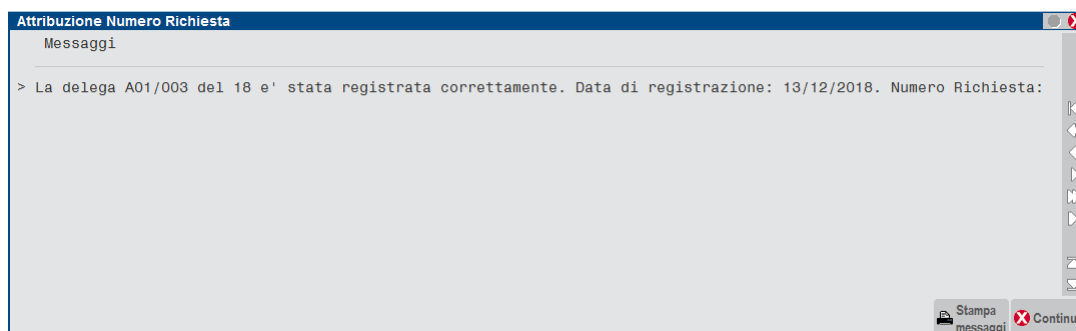 Attribuzione Numero Richiesta
Messaggi
> La delega A01/003 del 18 e' stata registrata correttamente. Data di registrazione: 13/12/2018. Numero Richiesta:
Stampa
messaggi
Continu